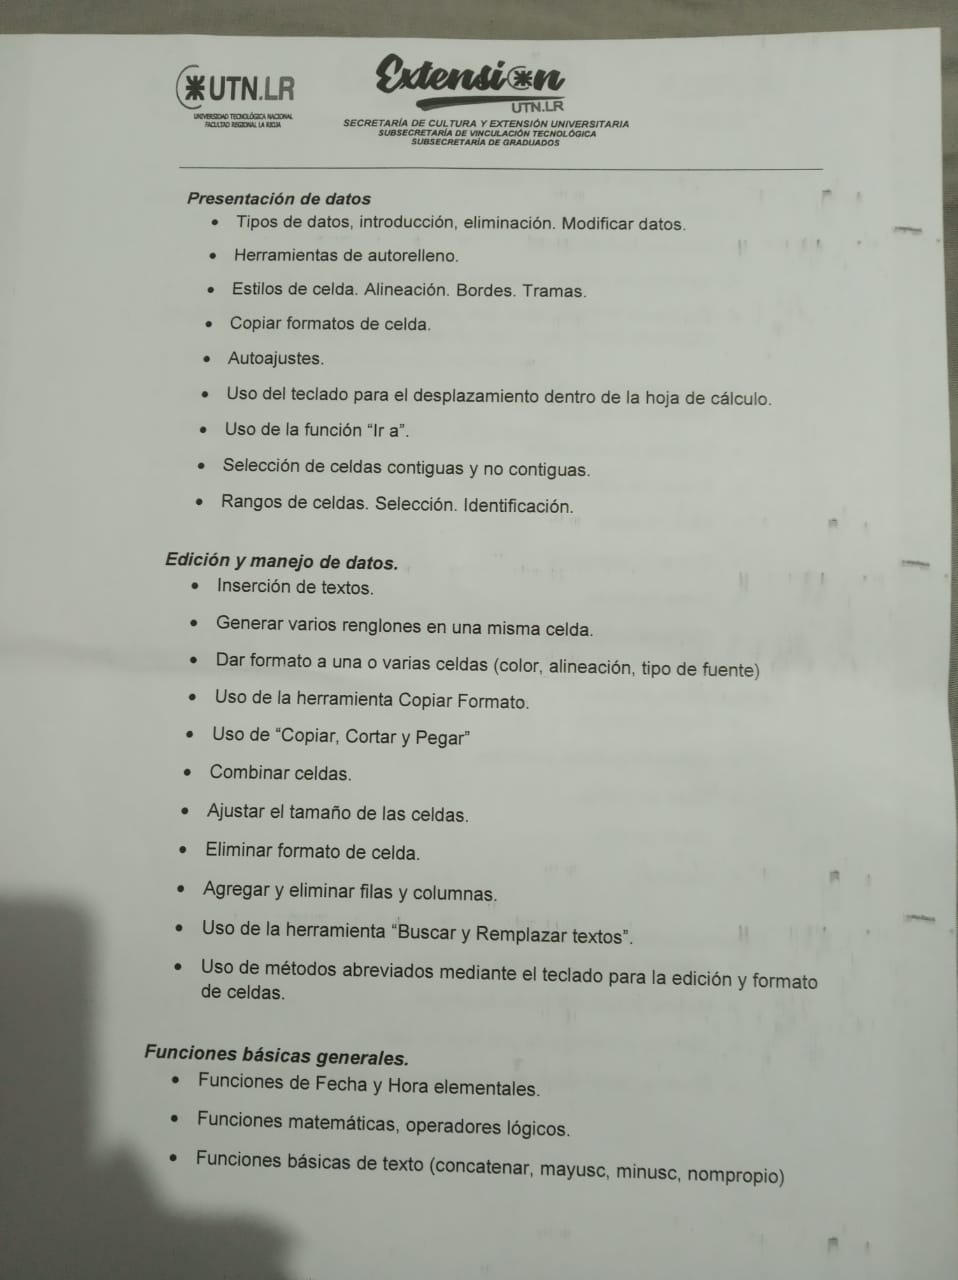 UTN.LR
UNIVERSIDAD TECNOLÓGICA NACIONAL
FACULTAD REGIONAL LA RIOJA
Extensión
UTN.LR
SECRETARÍA DE CULTURA Y EXTENSIÓN UNIVERSITARIA
SUBSECRETARÍA DE VINCULACIÓN TECNOLÓGICA
SUBSECRETARÍA DE GRADUADOS
Presentación de datos
• Tipos de datos, introducción, eliminación. Modificar datos.
• Herramientas de autorelleno.
• Estilos de celda. Alineación. Bordes. Tramas.
• Copiar formatos de celda.
• Autoajustes.
• Uso del teclado para el desplazamiento dentro de la hoja de cálculo.
• Uso de la función “Ir a”.
• Selección de celdas contiguas y no contiguas.
• Rangos de celdas. Selección. Identificación.
Edición y manejo de datos.
• Inserción de textos.
• Generar varios renglones en una misma celda.
• Dar formato a una o varias celdas (color, alineación, tipo de fuente)
• Uso de la herramienta Copiar Formato.
• Uso de “Copiar, Cortar y Pegar”
• Combinar celdas.
• Ajustar el tamaño de las celdas.
• Eliminar formato de celda.
• Agregar y eliminar filas y columnas.
• Uso de la herramienta “Buscar y Remplazar textos”.
• Uso de métodos abreviados mediante el teclado para la edición y formato
de celdas.
Funciones básicas generales.
• Funciones de Fecha y Hora elementales.
• Funciones matemáticas, operadores lógicos.
• Funciones básicas de texto (concatenar, mayusc, minusc, nompropio)